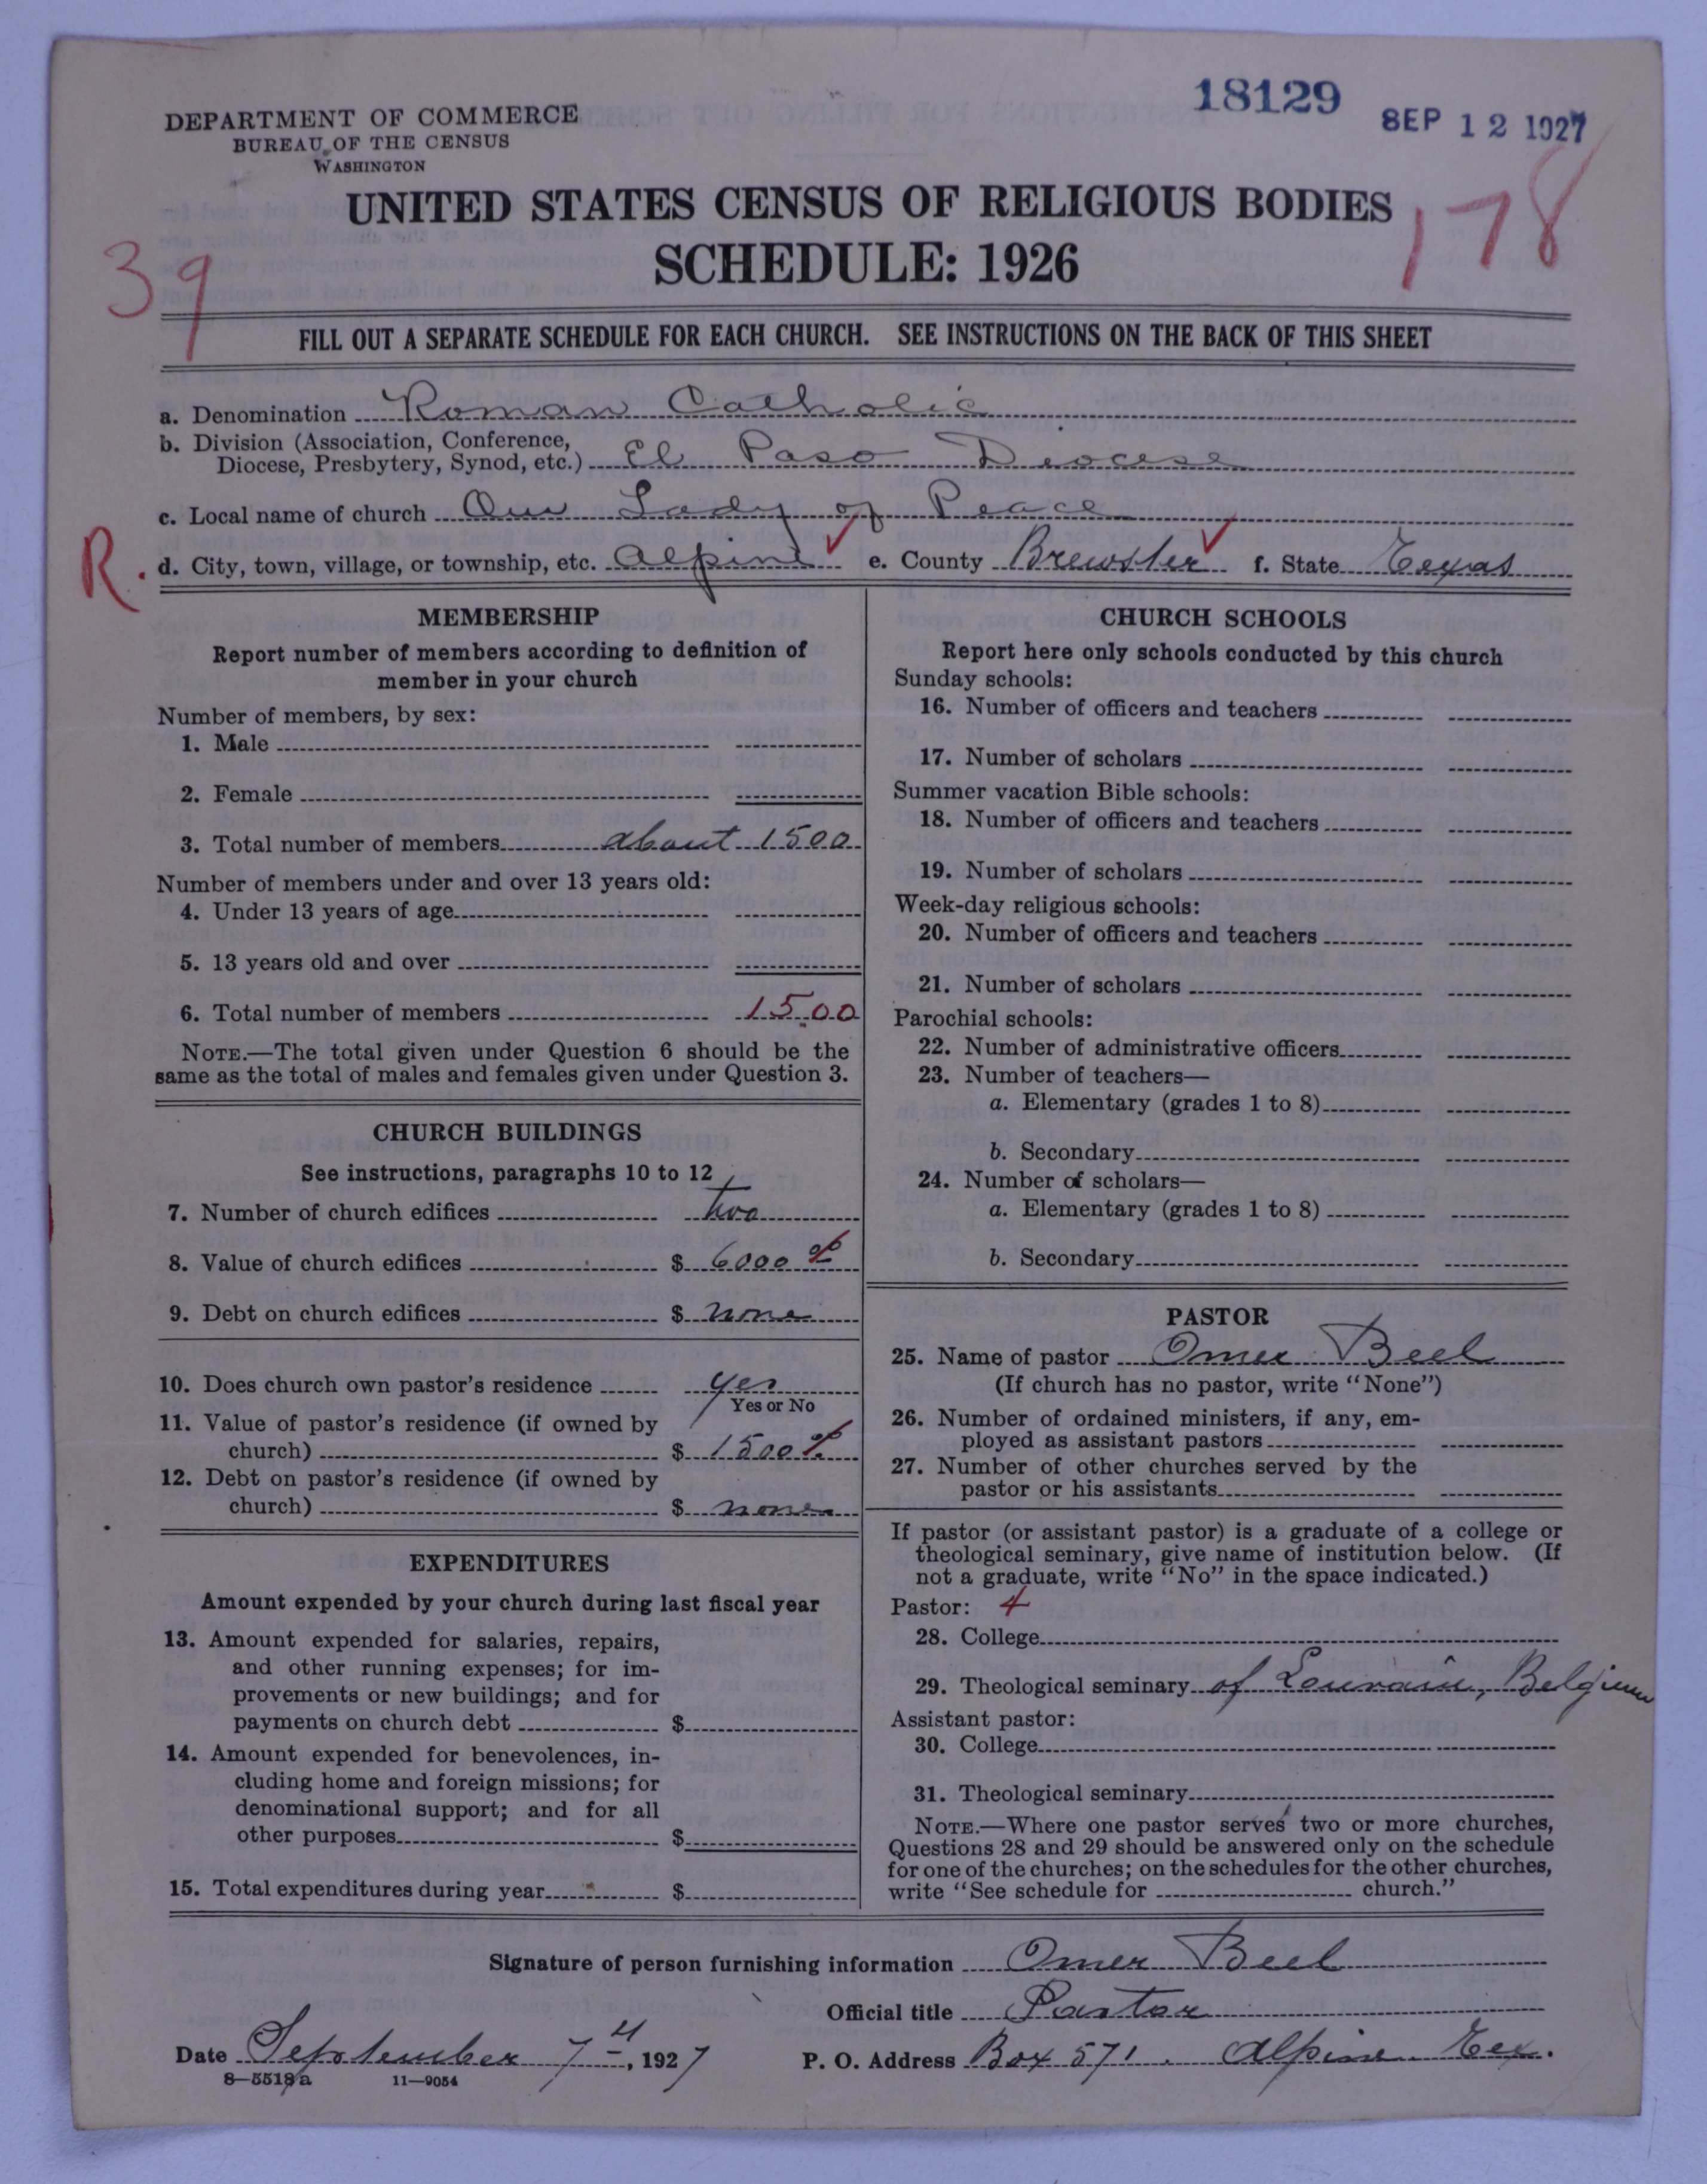 18129
SEP 12 1927
DEPARTMENT OF COMMERCE
BUREAU OF THE CENSUS
WASHINGTON
UNITED STATES CENSUS OF RELIGIOUS BODIES
SCHEDULE: 1926
178
39
FILL OUT A SEPARATE SCHEDULE FOR EACH CHURCH. SEE INSTRUCTIONS ON THE BACK OF THIS SHEET
a. Denomination Roman Catholic
b. Division (Association, Conference,
Diocese, Presbytery, Synod, etc.) El Paso Diocese
c. Local name of church Our Lady of Peace
R. d. City, town, village, or township, etc. Alpine e. County Brewster f. State Texas
MEMBERSHIP
Report number of members according to definition of
member in your church
Number of members, by sex:
1. Male
2. Female
3. Total number of members about 1500
Number of members under and over 13 years old:
4. Under 13 years of age
5. 13 years old and over
6. Total number of members 1500
NOTE.—The total given under Question 6 should be the
same as the total of males and females given under Question 3.
CHURCH BUILDINGS
See instructions, paragraphs 10 to 12
7. Number of church edifices two
8. Value of church edifices $ 6000 00
9. Debt on church edifices $ none
10. Does church own pastor's residence yes
Yes or No
11. Value of pastor's residence (if owned by
church) $ 1500 00
12. Debt on pastor's residence (if owned by
church) $ none
EXPENDITURES
Amount expended by your church during last fiscal year
13. Amount expended for salaries, repairs,
and other running expenses; for im-
provements or new buildings; and for
payments on church debt $
14. Amount expended for benevolences, in-
cluding home and foreign missions; for
denominational support; and for all
other purposes $
15. Total expenditures during year $
CHURCH SCHOOLS
Report here only schools conducted by this church
Sunday schools:
16. Number of officers and teachers
17. Number of scholars
Summer vacation Bible schools:
18. Number of officers and teachers
19. Number of scholars
Week-day religious schools:
20. Number of officers and teachers
21. Number of scholars
Parochial schools:
22. Number of administrative officers
23. Number of teachers—
a. Elementary (grades 1 to 8)
b. Secondary
24. Number of scholars—
a. Elementary (grades 1 to 8)
b. Secondary
PASTOR
25. Name of pastor Omer Beel
(If church has no pastor, write "None")
26. Number of ordained ministers, if any, em-
ployed as assistant pastors
27. Number of other churches served by the
pastor or his assistants
If pastor (or assistant pastor) is a graduate of a college or
theological seminary, give name of institution below. (If
not a graduate, write "No" in the space indicated.)
Pastor: 4
28. College
29. Theological seminary of Louvain, Belgium
Assistant pastor:
30. College
31. Theological seminary
NOTE.—Where one pastor serves two or more churches,
Questions 28 and 29 should be answered only on the schedule
for one of the churches; on the schedules for the other churches,
write "See schedule for church."
Signature of person furnishing information Omer Beel
Official title Pastor
Date September 7th, 1927 P. O. Address Box 571. Alpine Tex.
8—5518a 11—9054